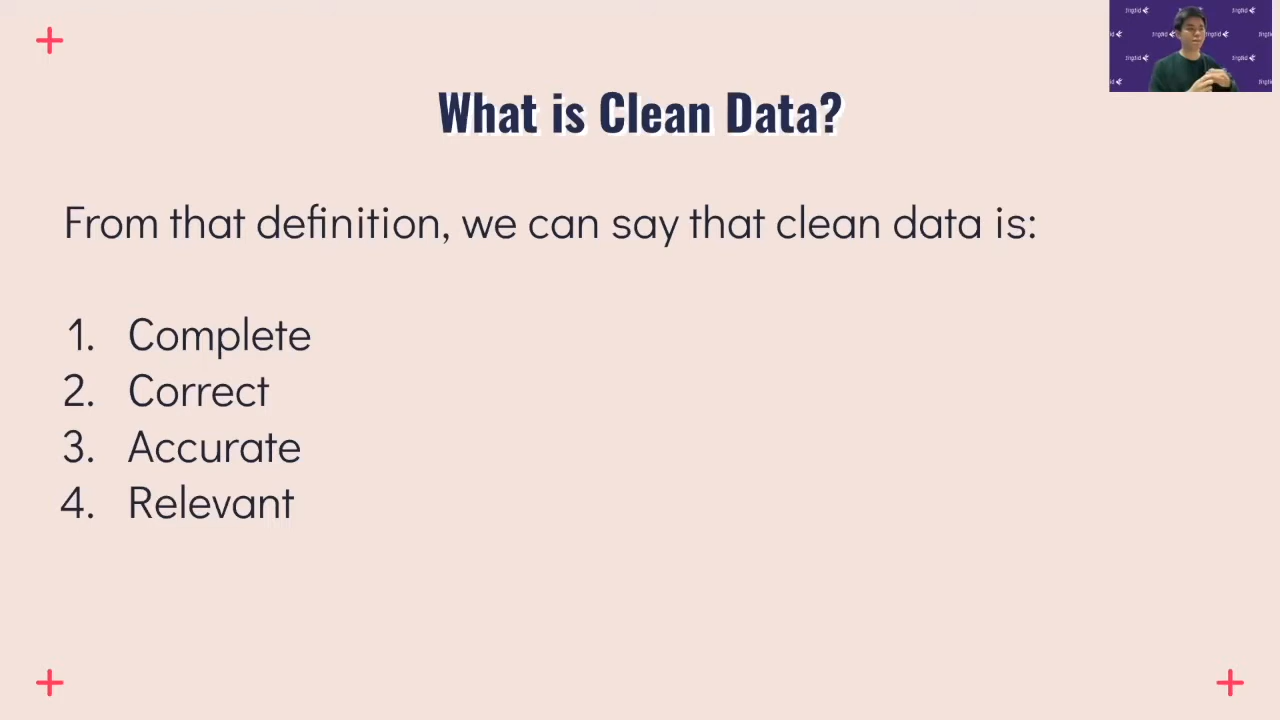 What is Clean Data?
From that definition, we can say that clean data is:
1. Complete
2. Correct
3. Accurate
4. Relevant